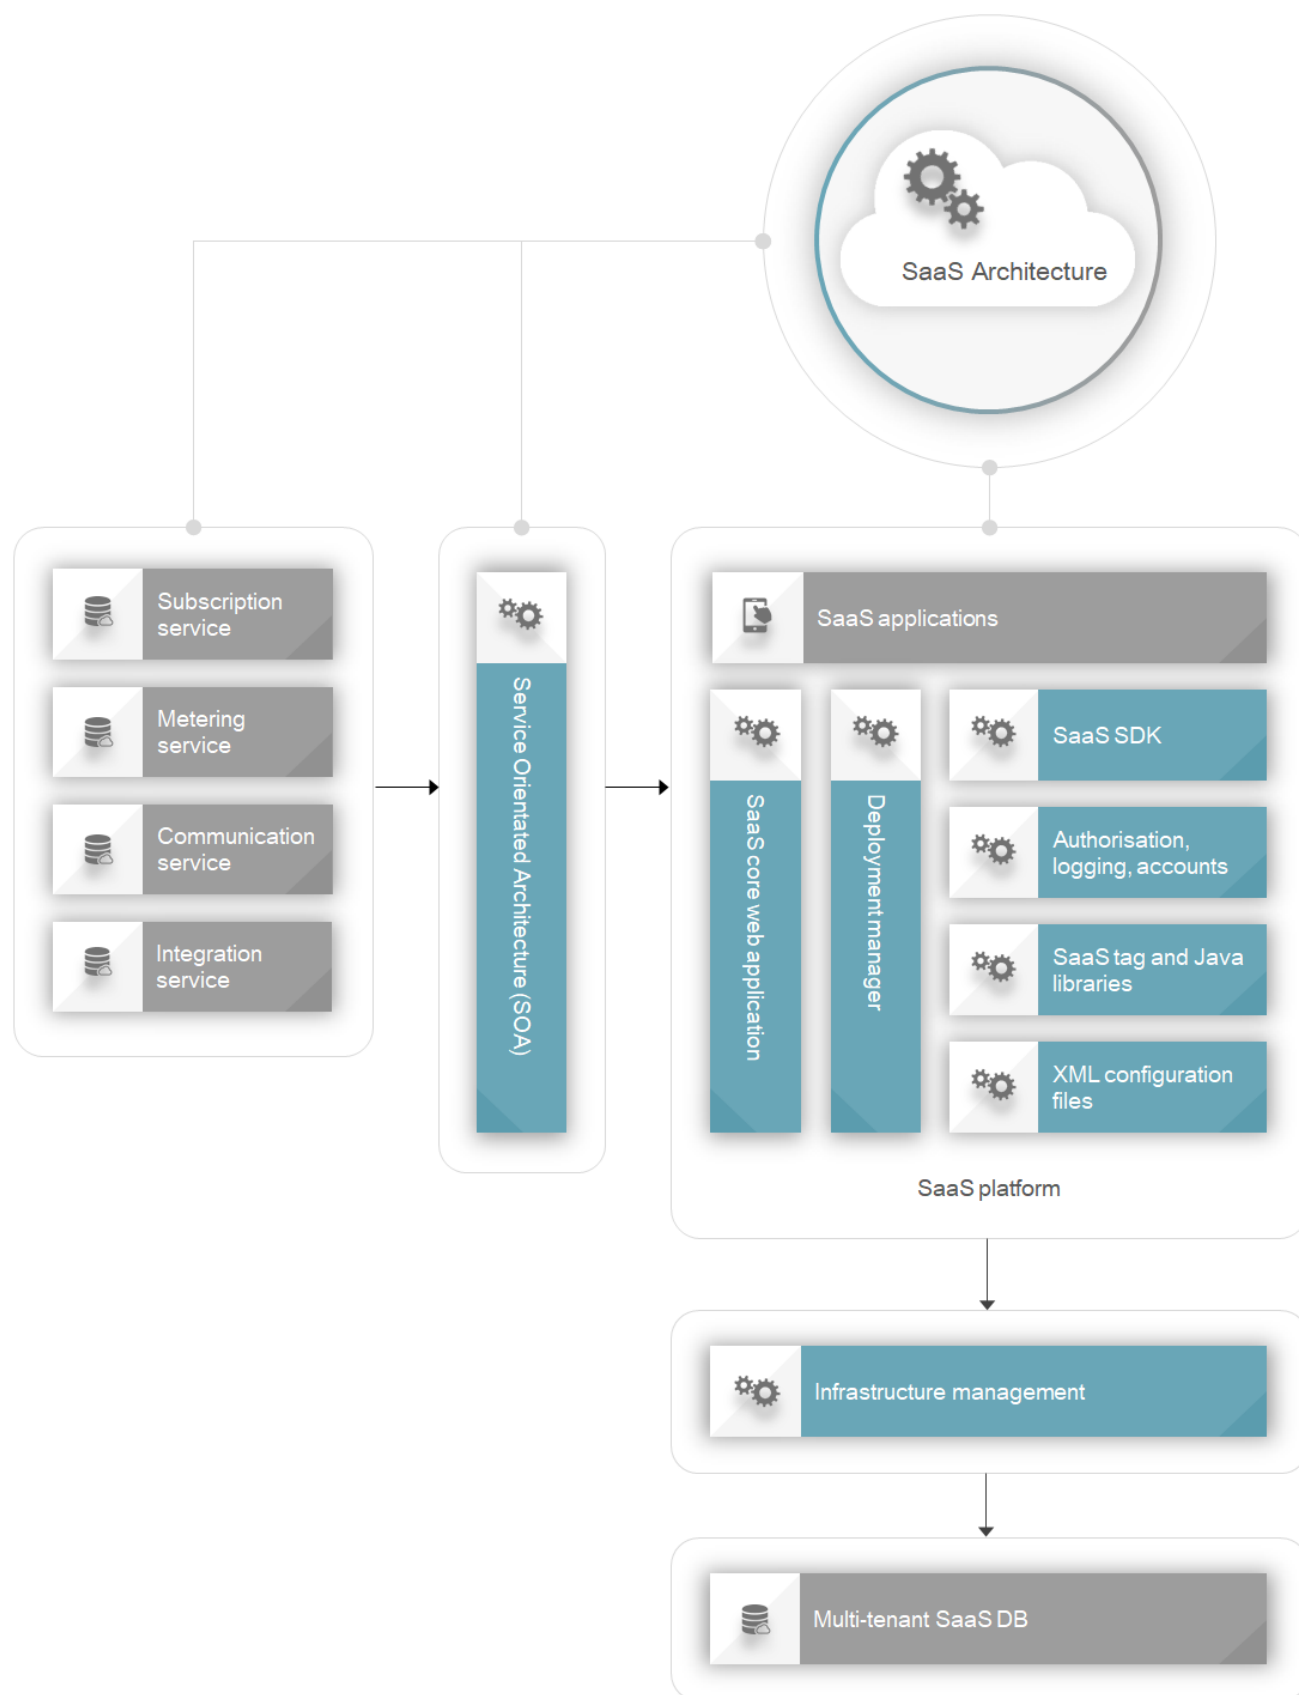 SaaS Architecture
Subscription
service
Metering
service
Communication
service
Integration
service
Service Orientated Architecture (SOA)
SaaS applications
SaaS core web application
Deployment manager
SaaS SDK
Authorisation,
logging, accounts
SaaS tag and Java
libraries
XML configuration
files
SaaS platform
Infrastructure management
Multi-tenant SaaS DB